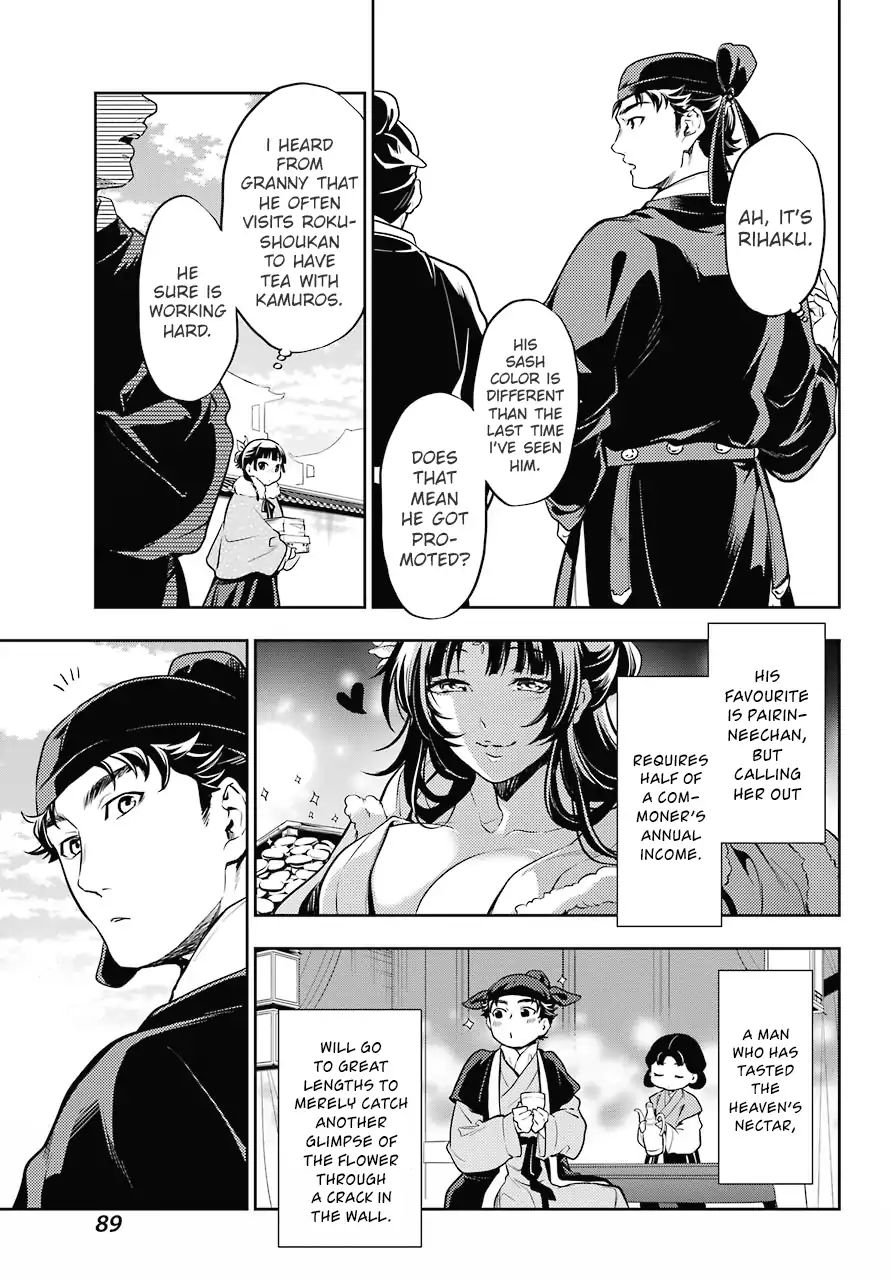 AH, IT'S
RIHAKU.
HIS
SASH
COLOR IS
DIFFERENT
THAN THE
LAST TIME
I'VE SEEN
HIM.
DOES
THAT
MEAN
HE GOT
PRO-
MOTED?
I HEARD
FROM
GRANNY THAT
HE OFTEN
VISITS ROKU-
SHOUKAN
TO HAVE
TEA WITH
KAMUROS.
HE
SURE IS
WORKING
HARD.
HIS
FAVOURITE
IS PAIRIN-
NEECHAN,
BUT
CALLING
HER OUT
REQUIRES
HALF OF
A COM-
MONER'S
ANNUAL
INCOME.
A MAN
WHO HAS
TASTED
THE
HEAVEN'S
NECTAR,
WILL GO
TO GREAT
LENGTHS TO
MERELY CATCH
ANOTHER
GLIMPSE OF
THE FLOWER
THROUGH
A CRACK IN
THE WALL.
89